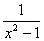 1
x² − 1